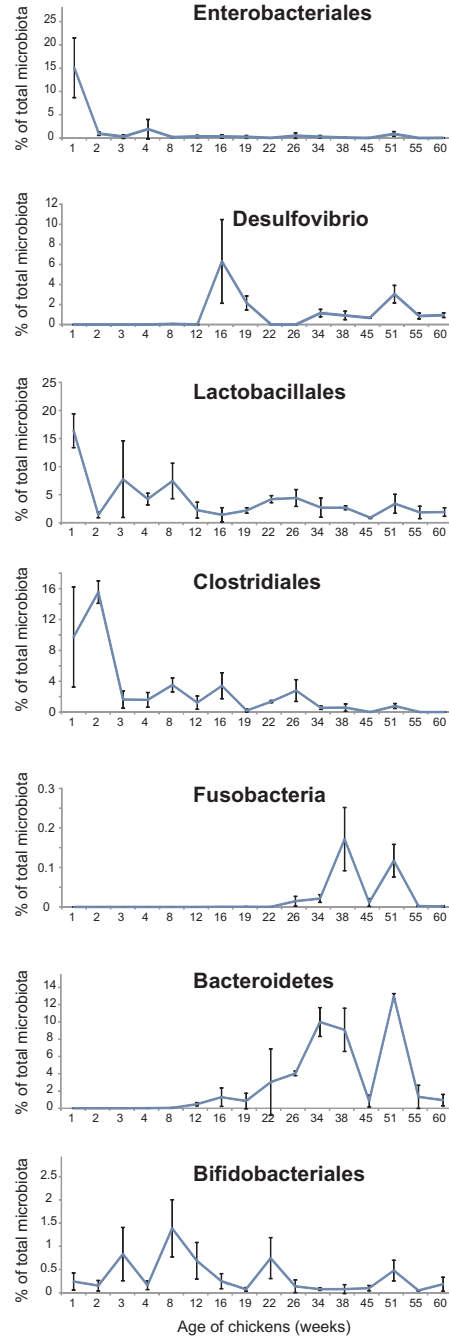 Enterobacteriales
% of total microbiota
25
20
15
10
5
0
1 2 3 4 8 12 16 19 22 26 34 38 45 51 55 60
Desulfovibrio
% of total microbiota
12
10
8
6
4
2
0
1 2 3 4 8 12 16 19 22 26 34 38 45 51 55 60
Lactobacillales
% of total microbiota
25
20
15
10
5
0
1 2 3 4 8 12 16 19 22 26 34 38 45 51 55 60
Clostridiales
% of total microbiota
16
12
8
4
0
1 2 3 4 8 12 16 19 22 26 34 38 45 51 55 60
Fusobacteria
% of total microbiota
0.3
0.2
0.1
0
1 2 3 4 8 12 16 19 22 26 34 38 45 51 55 60
Bacteroidetes
% of total microbiota
14
12
10
8
6
4
2
0
1 2 3 4 8 12 16 19 22 26 34 38 45 51 55 60
Bifidobacteriales
% of total microbiota
2.5
2
1.5
1
0.5
0
1 2 3 4 8 12 16 19 22 26 34 38 45 51 55 60
Age of chickens (weeks)